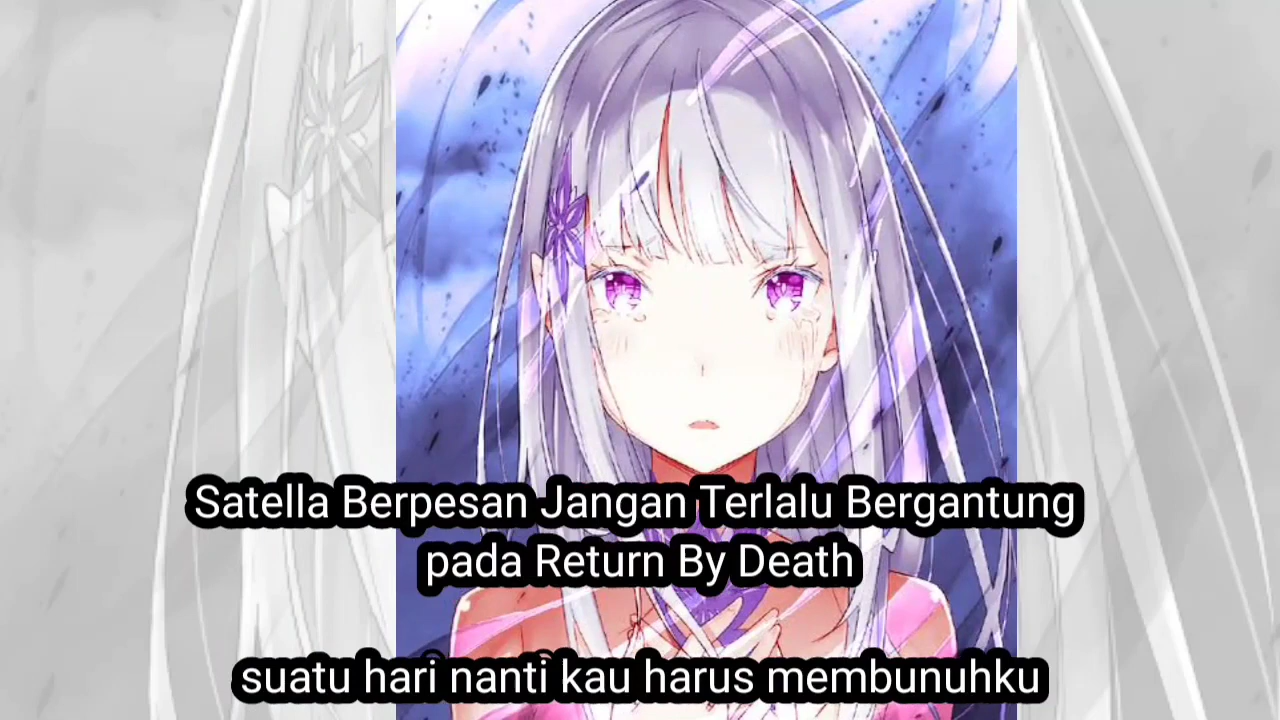 Satella Berpesan Jangan Terlalu Bergantung
pada Return By Death
suatu hari nanti kau harus membunuhku